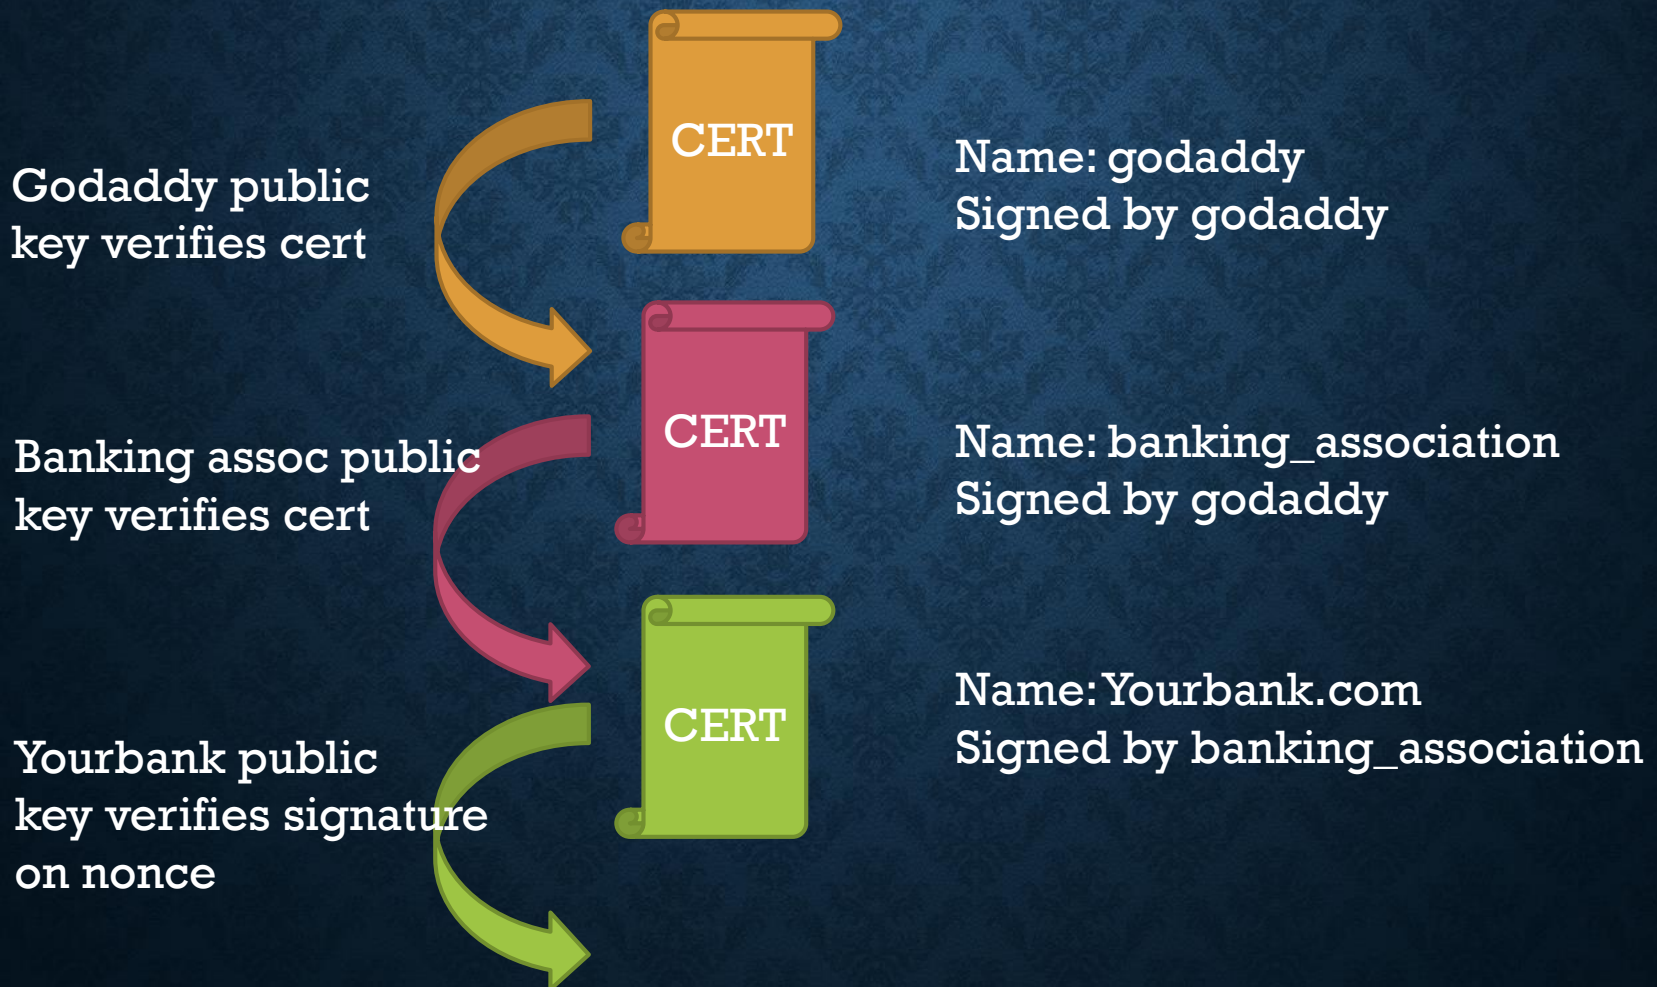 CERT
Godaddy public
key verifies cert
Name: godaddy
Signed by godaddy
CERT
Banking assoc public
key verifies cert
Name: banking_association
Signed by godaddy
CERT
Name: Yourbank.com
Signed by banking_association
Yourbank public
key verifies signature
on nonce